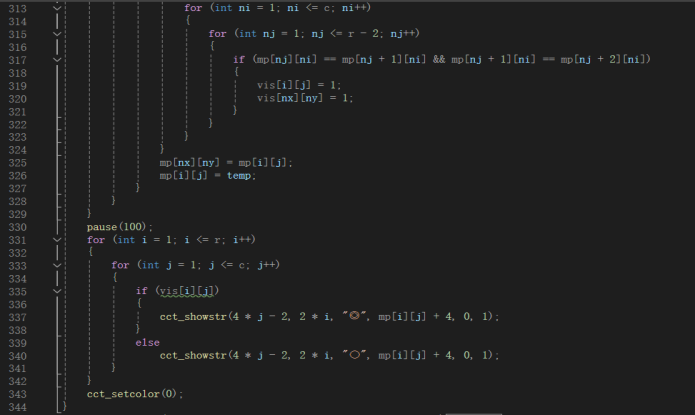 313 for (int ni = 1; ni <= c; ni++)
314 {
315 for (int nj = 1; nj <= r - 2; nj++)
316 {
317 if (mp[nj][ni] == mp[nj + 1][ni] && mp[nj + 1][ni] == mp[nj + 2][ni])
318 {
319 vis[i][j] = 1;
320 vis[nx][ny] = 1;
321 }
322 }
323 }
324 }
325 mp[nx][ny] = mp[i][j];
326 mp[i][j] = temp;
327 }
328 }
329 }
330 pause(100);
331 for (int i = 1; i <= r; i++)
332 {
333 for (int j = 1; j <= c; j++)
334 {
335 if (vis[i][j])
336 {
337 cct_showstr(4 * j - 2, 2 * i, "◎", mp[i][j] + 4, 0, 1);
338 }
339 else
340 cct_showstr(4 * j - 2, 2 * i, "○", mp[i][j] + 4, 0, 1);
341 }
342 }
343 cct_setcolor(0);
344 }